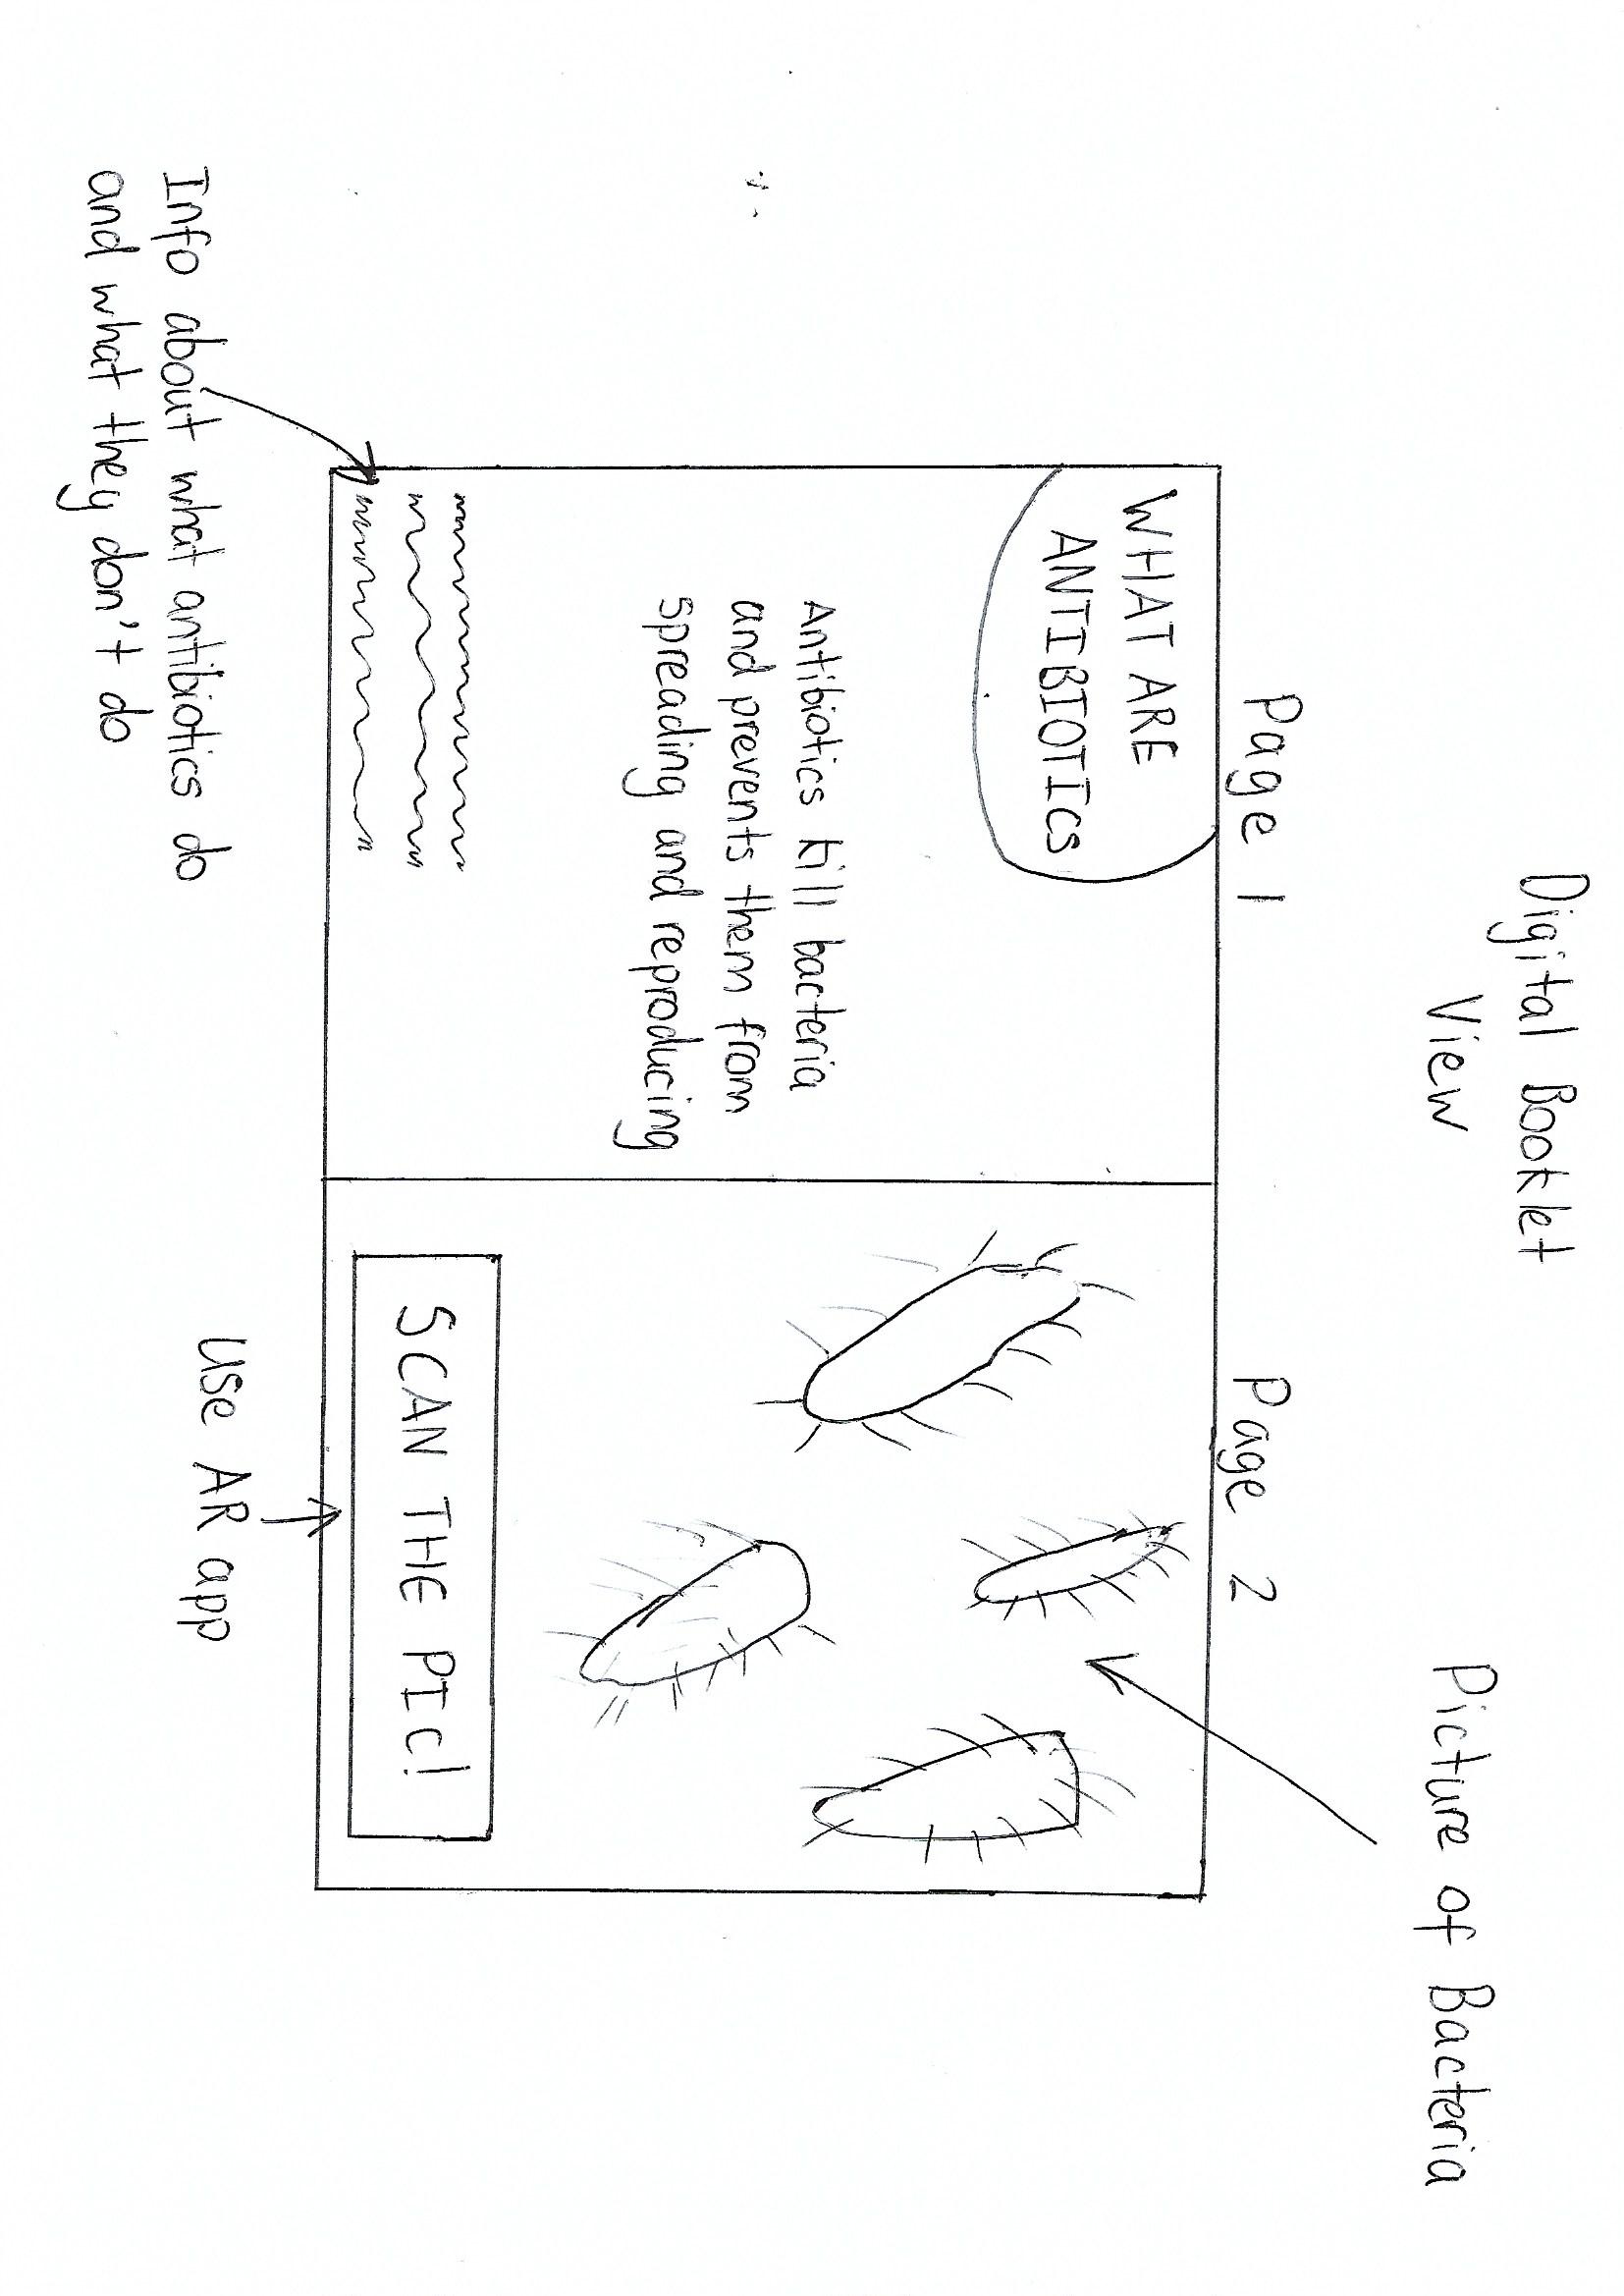 Digital Booklet
View
Page 1
Page 2
Picture of Bacteria
WHAT ARE
ANTIBIOTICS
Antibiotics kill bacteria
and prevents them from
spreading and reproducing
SCAN THE PIC!
Info about what antibiotics do
and what they don't do
Use AR app